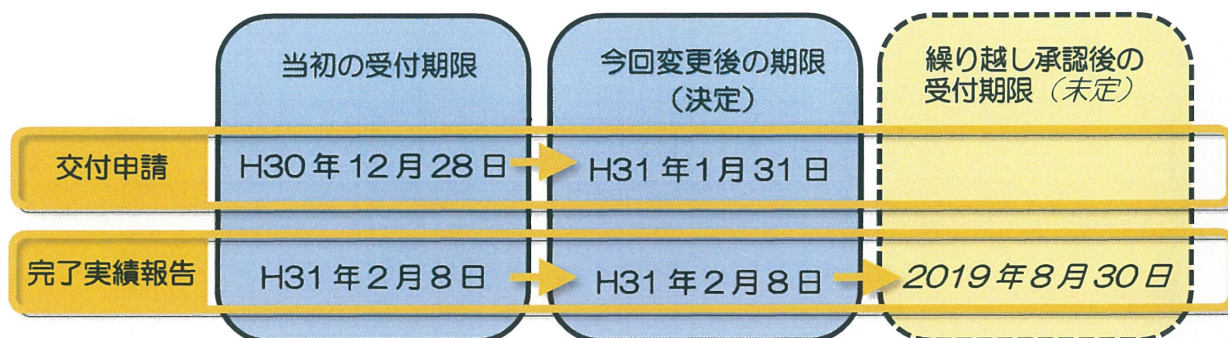 当初の受付期限
今回変更後の期限
（決定）
繰り越し承認後の
受付期限（未定）
交付申請
H30年12月28日
H31年1月31日
完了実績報告
H31年2月8日
H31年2月8日
2019年8月30日